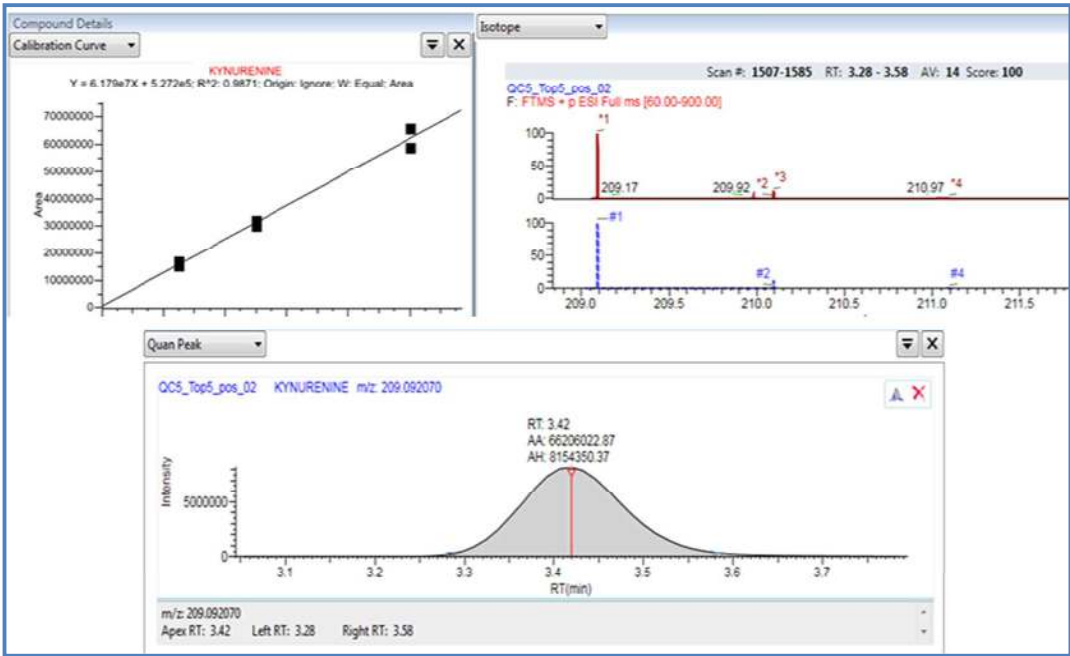 Compound Details
Calibration Curve
KYNURENINE
Y = 6.179e7X + 5.272e5; R^2: 0.9871; Origin: Ignore; W: Equal; Area
70000000
60000000
50000000
40000000
30000000
20000000
10000000
0
Area
Isotope
Scan #: 1507-1585 RT: 3.28 - 3.58 AV: 14 Score: 100
QC5_Top5_pos_02
F: FTMS + p ESI Full ms [60.00-900.00]
*1
100
50
0
209.17 209.92 *2 *3 210.97 *4
#1
100
50
0
#2 #4
209.0 209.5 210.0 210.5 211.0 211.5
Quan Peak
QC5_Top5_pos_02 KYNURENINE m/z: 209.092070
RT: 3.42
AA: 66206022.87
AH: 8154350.37
Intensity
5000000
0
3.1 3.2 3.3 3.4 3.5 3.6 3.7
RT(min)
m/z: 209.092070
Apex RT: 3.42 Left RT: 3.28 Right RT: 3.58